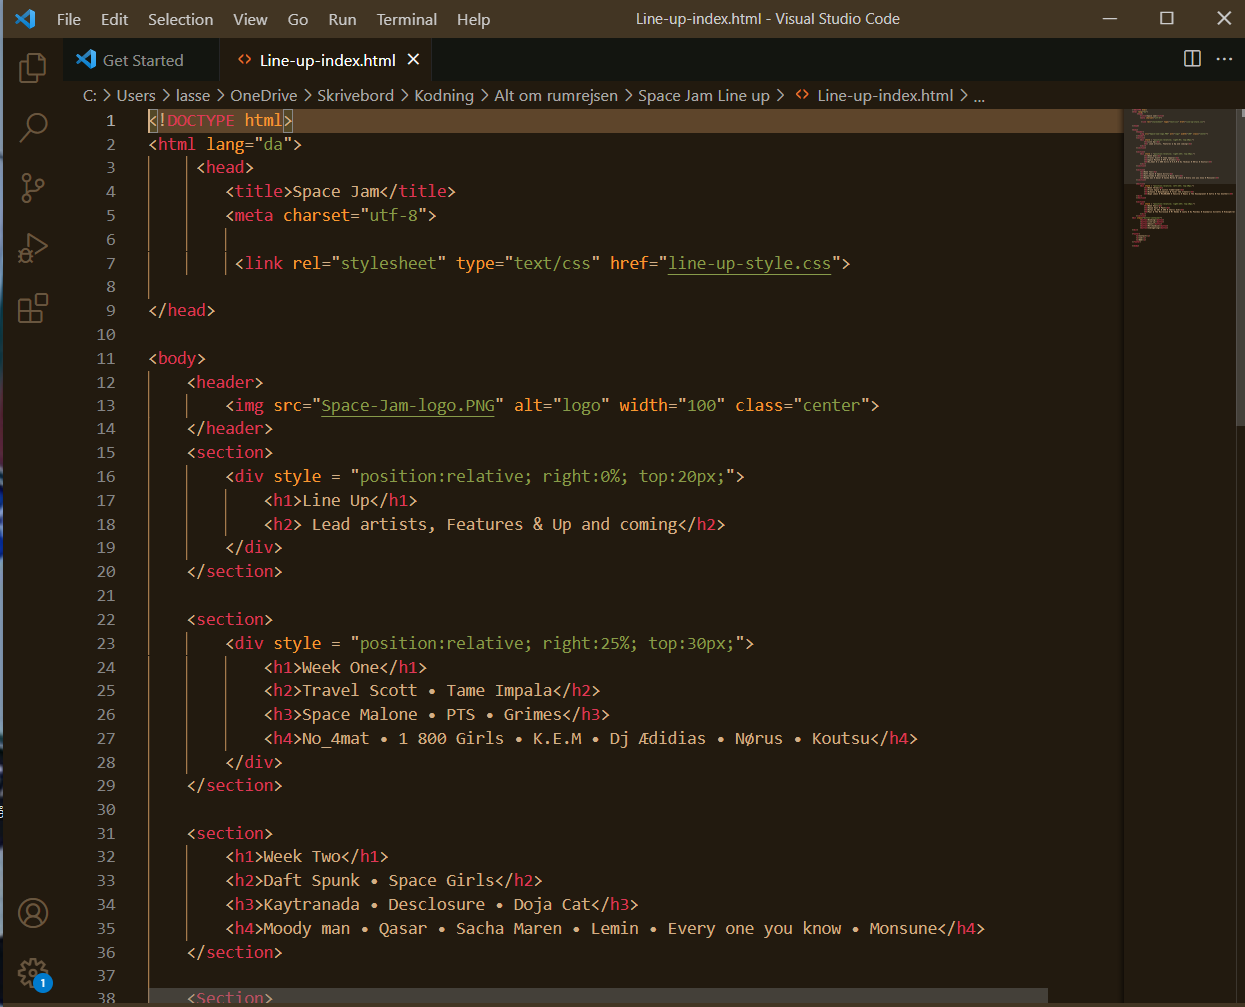 File Edit Selection View Go Run Terminal Help Line-up-index.html - Visual Studio Code
Get Started Line-up-index.html
C: > Users > lasse > OneDrive > Skrivebord > Kodning > Alt om rumrejsen > Space Jam Line up > <> Line-up-index.html > ...
1 <!DOCTYPE html>
2 <html lang="da">
3 <head>
4 <title>Space Jam</title>
5 <meta charset="utf-8">
6
7 <link rel="stylesheet" type="text/css" href="line-up-style.css">
8
9 </head>
10
11 <body>
12 <header>
13 <img src="Space-Jam-logo.PNG" alt="logo" width="100" class="center">
14 </header>
15 <section>
16 <div style = "position:relative; right:0%; top:20px;">
17 <h1>Line Up</h1>
18 <h2> Lead artists, Features & Up and coming</h2>
19 </div>
20 </section>
21
22 <section>
23 <div style = "position:relative; right:25%; top:30px;">
24 <h1>Week One</h1>
25 <h2>Travel Scott • Tame Impala</h2>
26 <h3>Space Malone • PTS • Grimes</h3>
27 <h4>No_4mat • 1 800 Girls • K.E.M • Dj Ædidias • Nørus • Koutsu</h4>
28 </div>
29 </section>
30
31 <section>
32 <h1>Week Two</h1>
33 <h2>Daft Spunk • Space Girls</h2>
34 <h3>Kaytranada • Desclosure • Doja Cat</h3>
35 <h4>Moody man • Qasar • Sacha Maren • Lemin • Every one you know • Monsune</h4>
36 </section>
37
38 <Section>
1